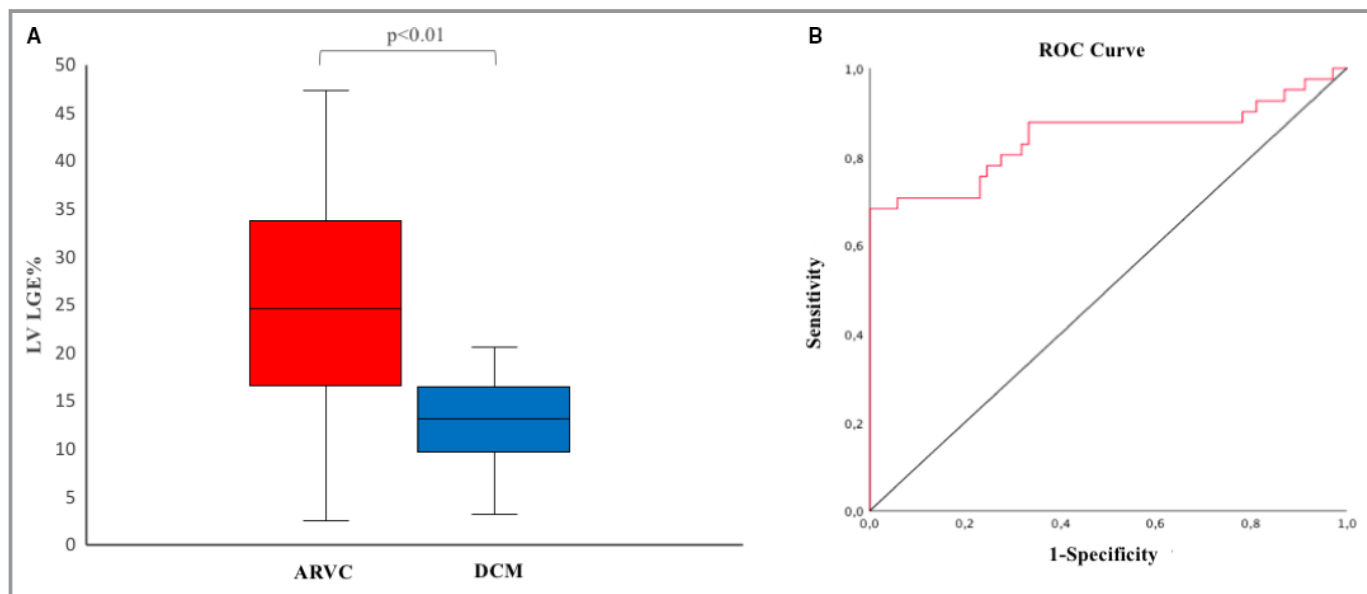 A
p<0.01
50
45
40
35
30
25
20
15
10
5
0
LV LGE%
ARVC
DCM
B
ROC Curve
1,0
0,8
0,6
0,4
0,2
0,0
Sensitivity
0,0 0,2 0,4 0,6 0,8 1,0
1-Specificity